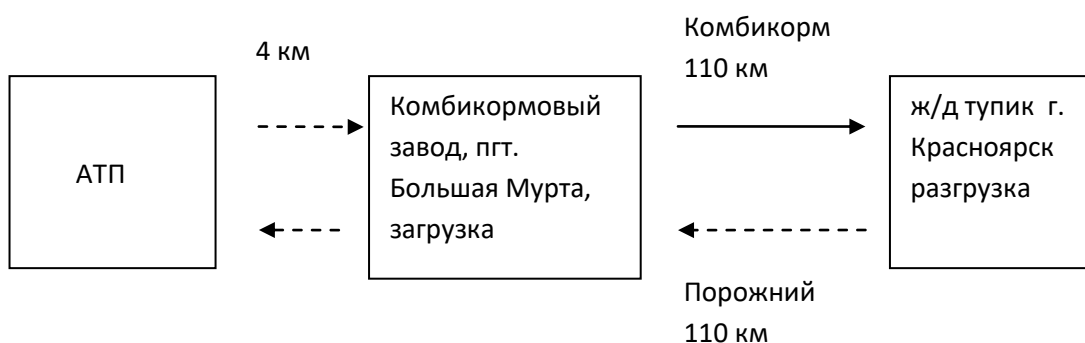 4 км
Комбикорм
110 км
АТП
Комбикормовый
завод, пгт.
Большая Мурта,
загрузка
ж/д тупик  г.
Красноярск
разгрузка
Порожний
110 км